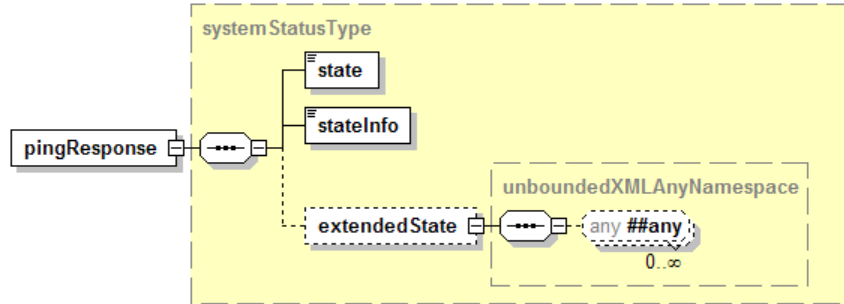 systemStatusType
state
stateInfo
pingResponse
unboundedXMLAnyNamespace
extendedState
any ##any
0..∞